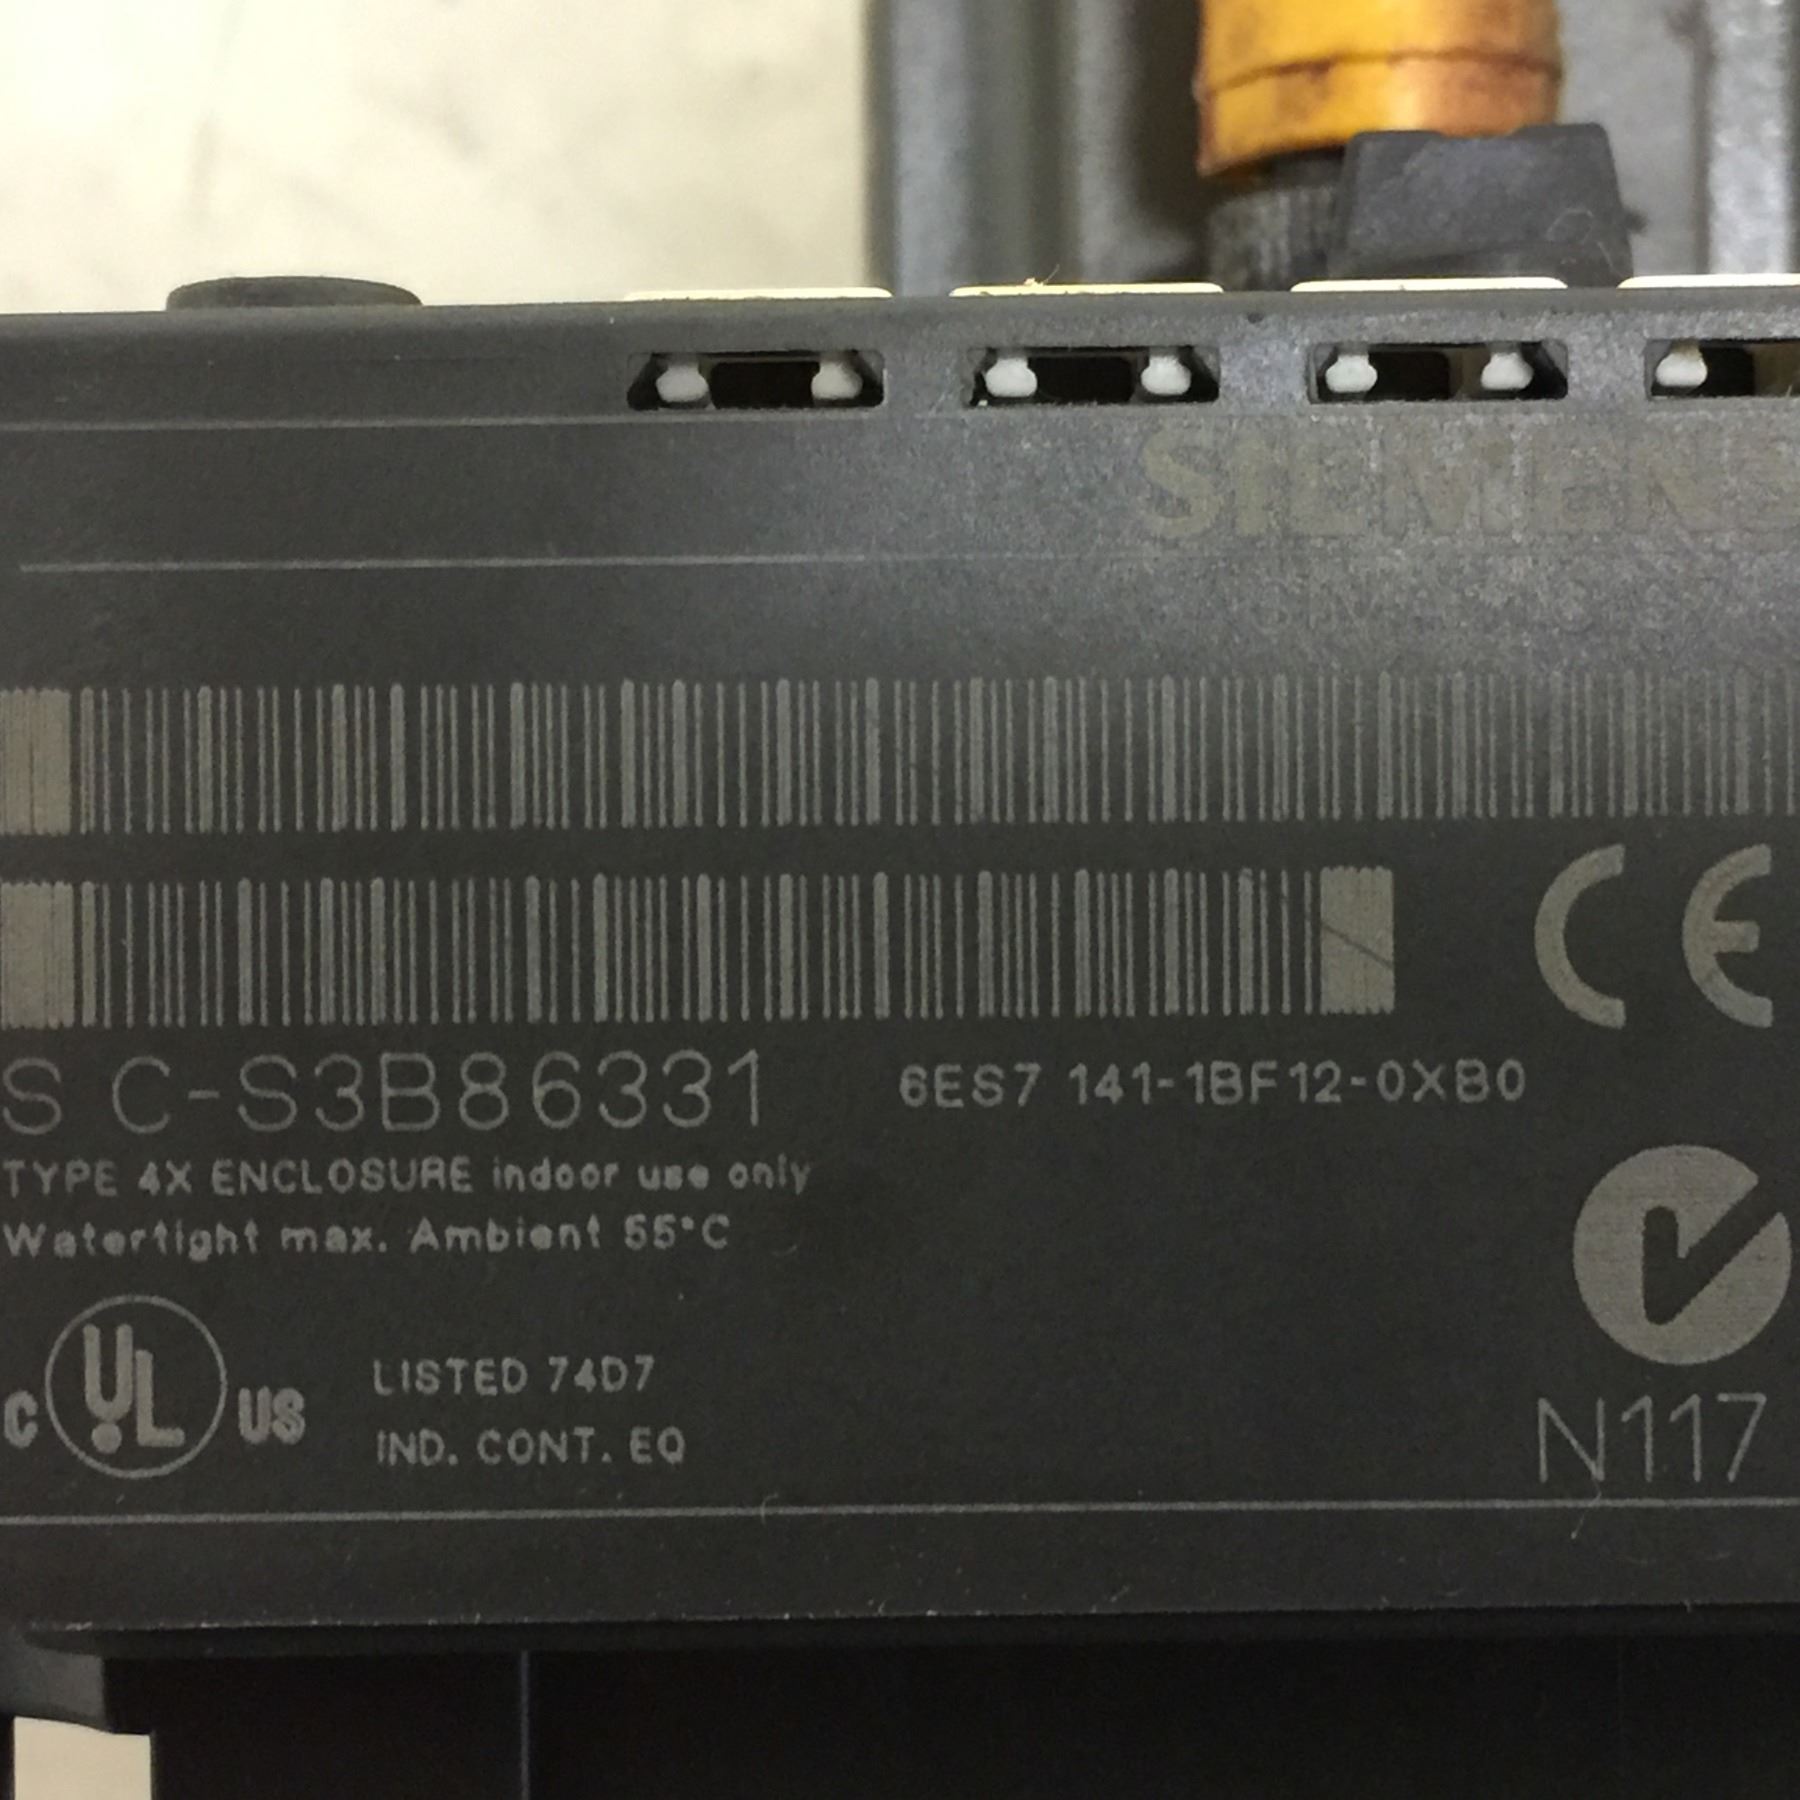 SIEMENS
S C-S3B86331 6ES7 141-1BF12-0XB0
TYPE 4X ENCLOSURE indoor use only
Watertight max. Ambient 55°C
C UL US
LISTED 74D7
IND. CONT. EQ
CE
N117